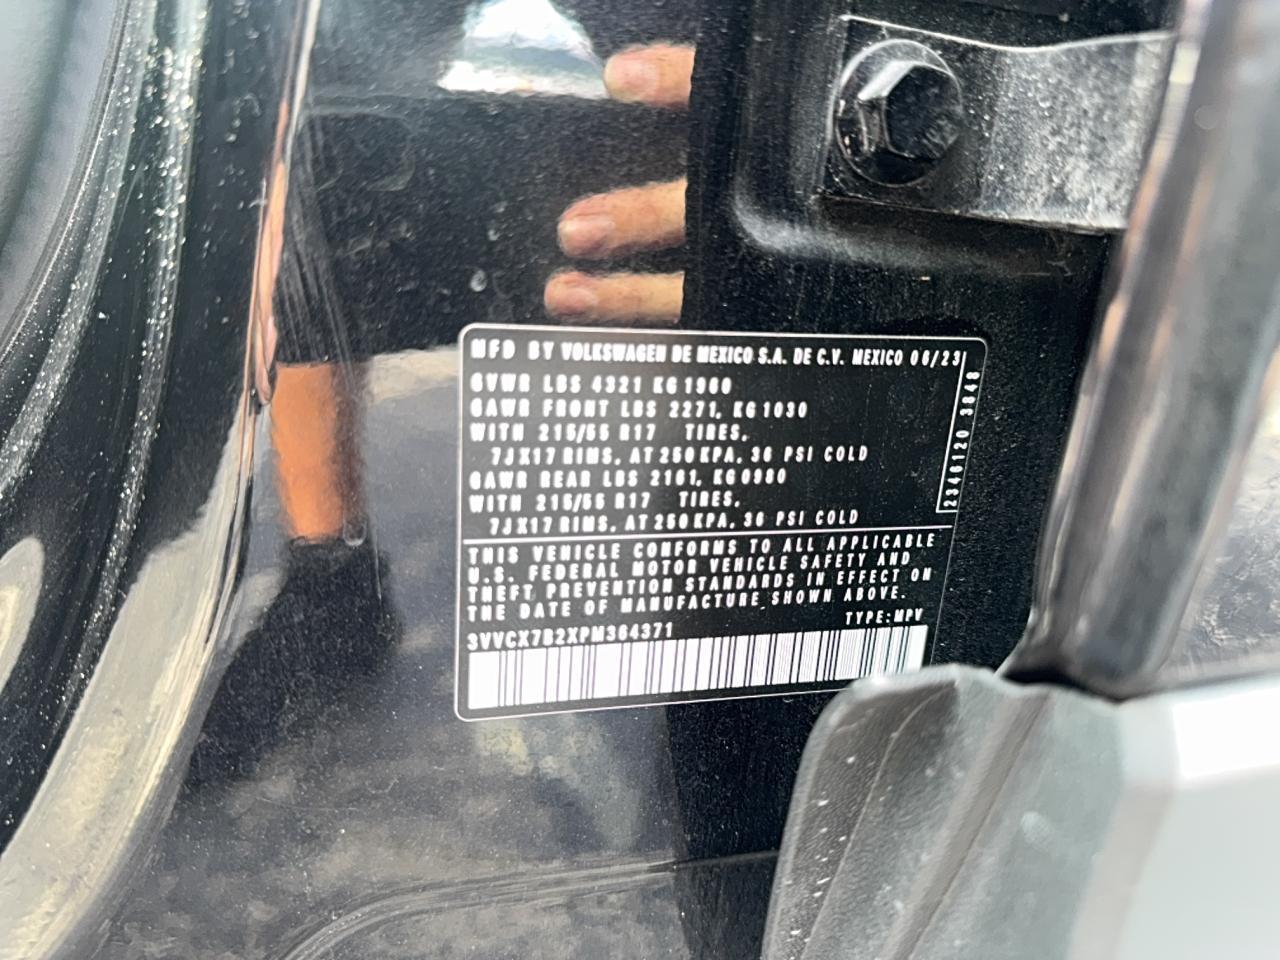 MFD BY VOLKSWAGEN DE MEXICO S.A. DE C.V. MEXICO 06/23
GVWR LBS 4321 KG 1960
GAWR FRONT LBS 2271, KG 1030
WITH 215/55 R17 TIRES,
7JX17 RIMS, AT 250 KPA, 36 PSI COLD
GAWR REAR LBS 2161, KG 0980
WITH 215/55 R17 TIRES,
7JX17 RIMS, AT 250 KPA, 36 PSI COLD
2346120 3848
THIS VEHICLE CONFORMS TO ALL APPLICABLE
U.S. FEDERAL MOTOR VEHICLE SAFETY AND
THEFT PREVENTION STANDARDS IN EFFECT ON
THE DATE OF MANUFACTURE SHOWN ABOVE.
TYPE: MPV
3VVCX7B2XPM364371